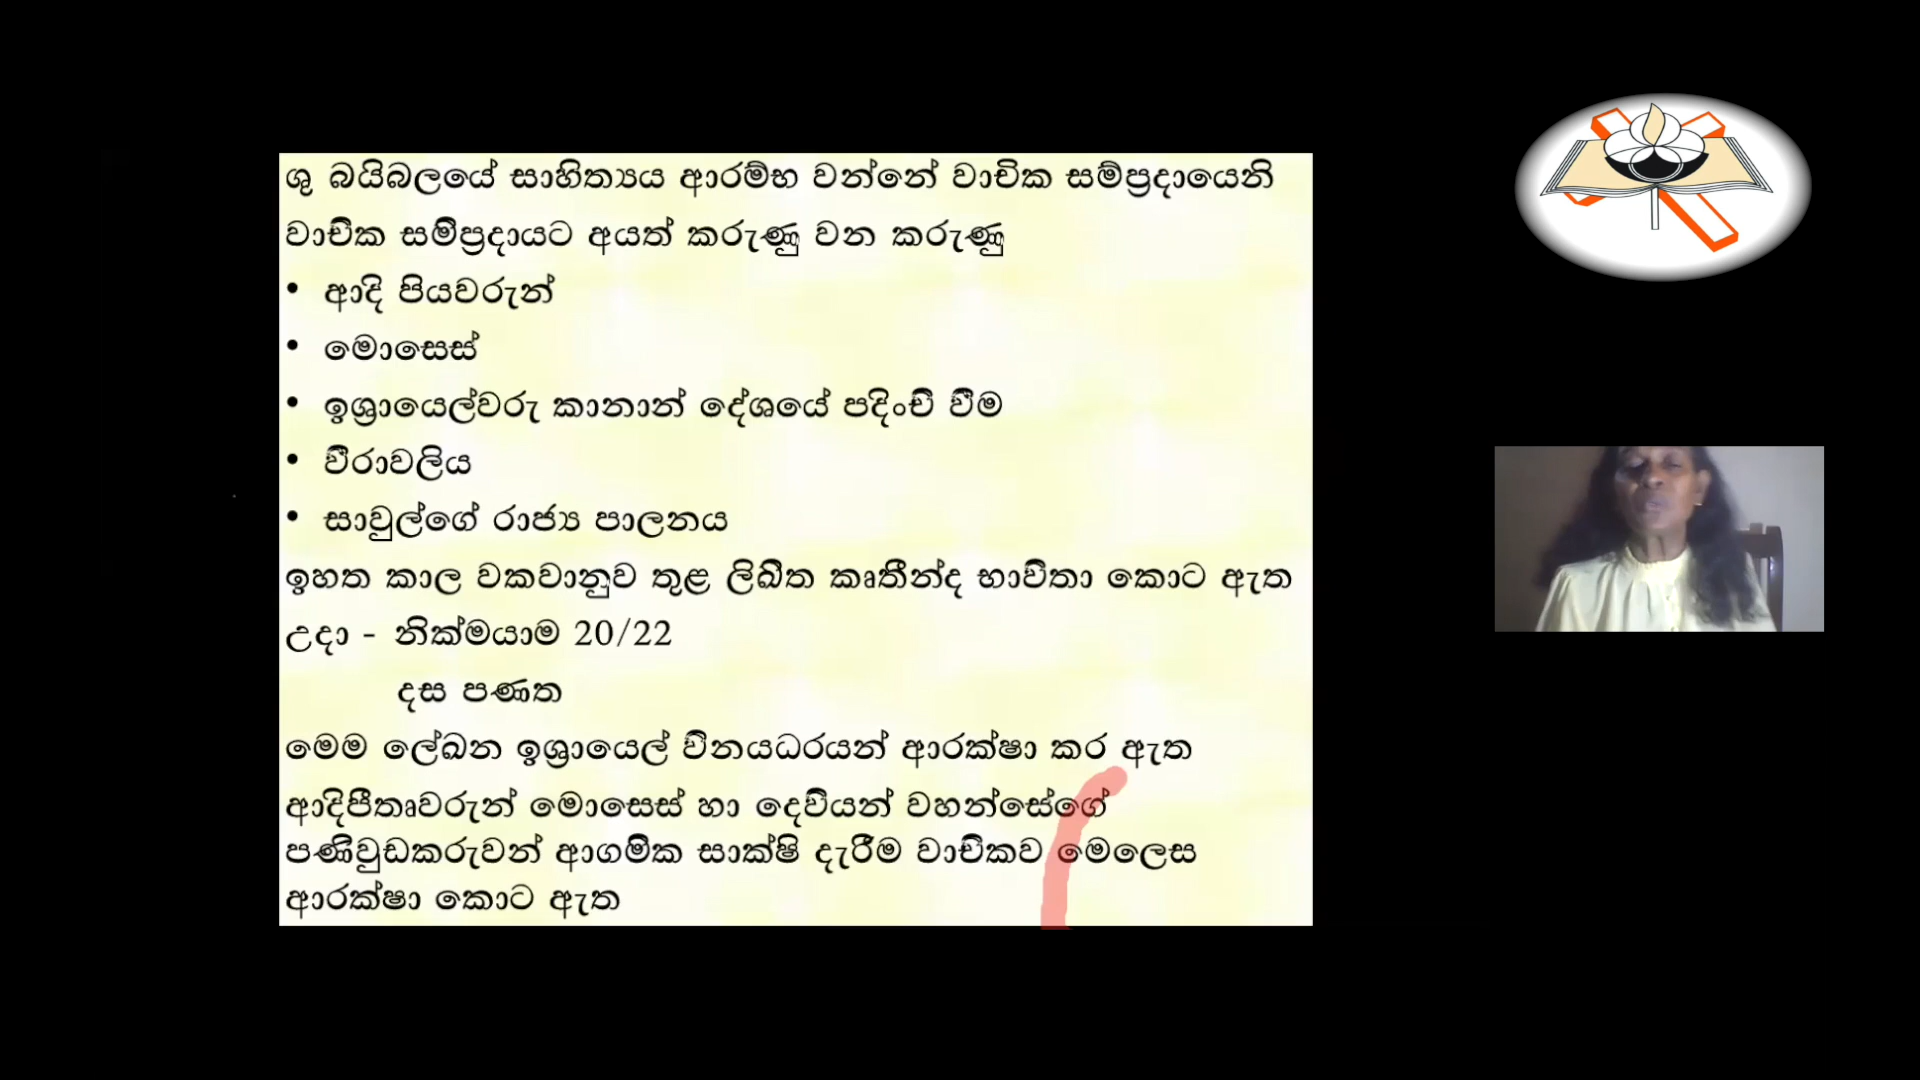 ශු බයිබලයේ සාහිත්‍යය ආරම්භ වන්නේ වාචික සම්ප්‍රදායෙනි
වාචික සම්ප්‍රදායට අයත් කරුණු වන කරුණු
• ආදි පියවරුන්
• මොසෙස්
• ඉශ්‍රායෙල්වරු කානාන් දේශයේ පදිංචි වීම
• වීරාවලිය
• සාවුල්ගේ රාජ්‍ය පාලනය
ඉහත කාල වකවානුව තුළ ලිඛිත කෘතීන්ද භාවිතා කොට ඇත
උදා - නික්මයාම 20/22
දස පණත
මෙම ලේඛන ඉශ්‍රායෙල් විනයධරයන් ආරක්ෂා කර ඇත
ආදිපීතෘවරුන් මොසෙස් හා දෙවියන් වහන්සේගේ
පණිවුඩකරුවන් ආගමික සාක්ෂි දැරීම වාචිකව මෙලෙස
ආරක්ෂා කොට ඇත